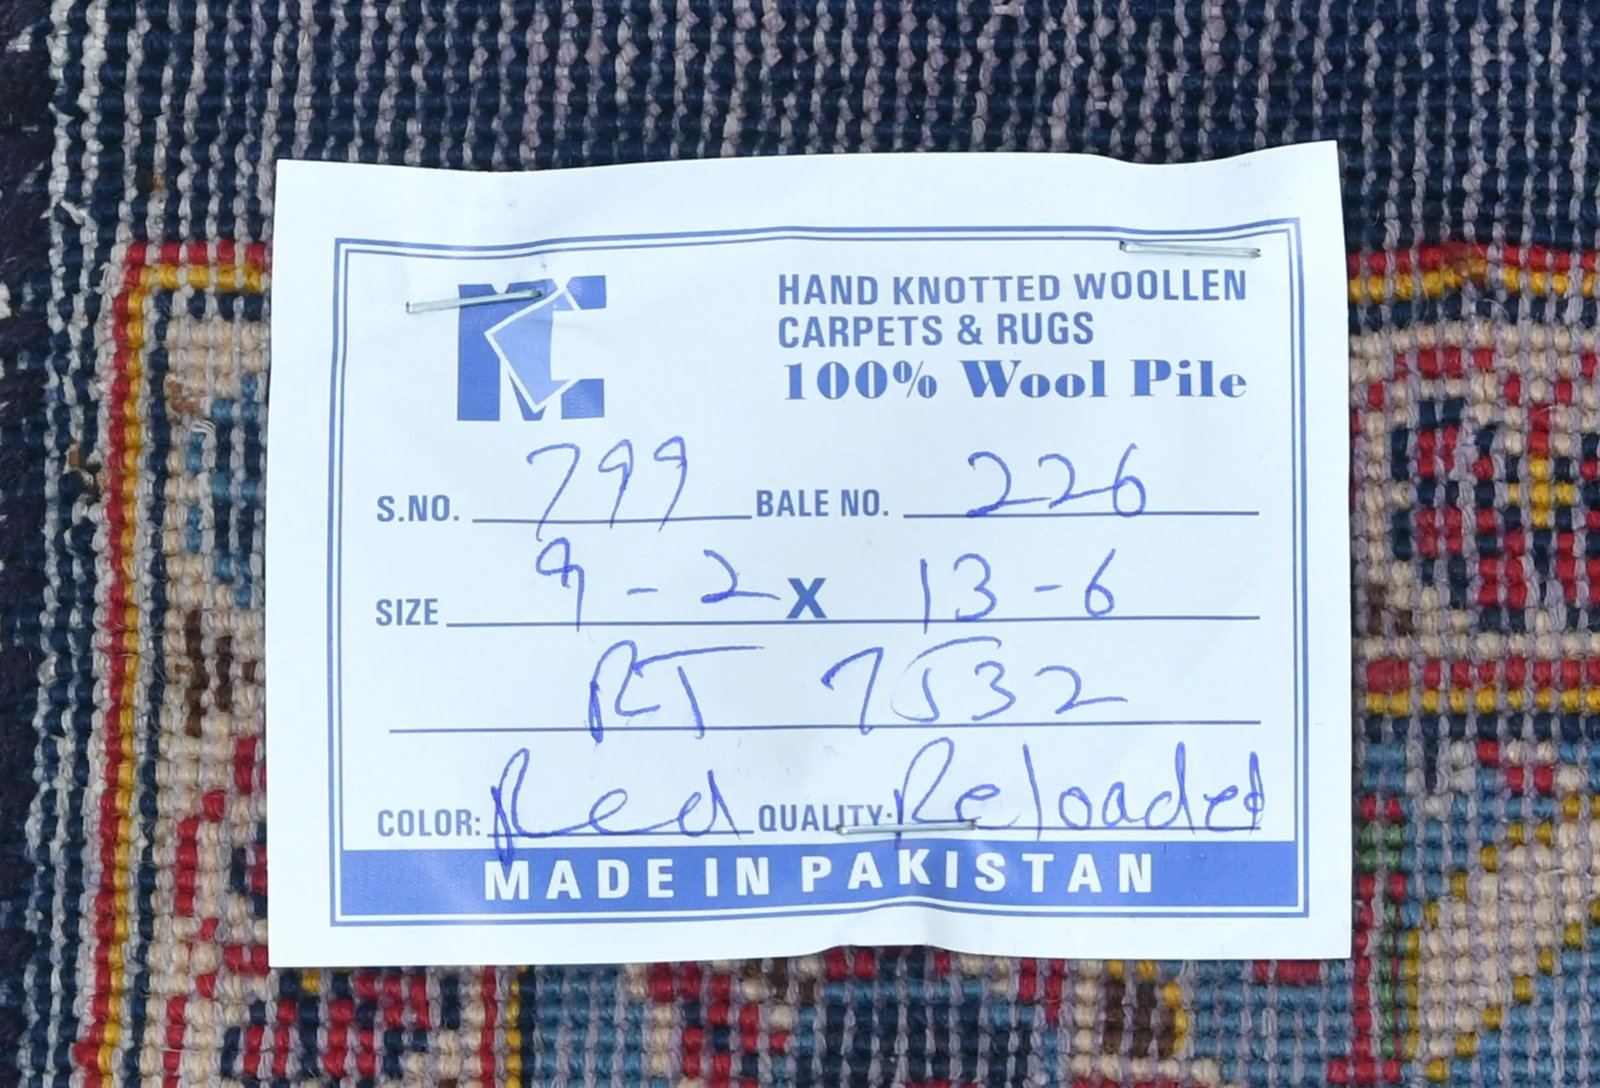 MC
HAND KNOTTED WOOLLEN
CARPETS & RUGS
100% Wool Pile
S.NO. 799 BALE NO. 226
SIZE 9-2 X 13-6
RT 7532
COLOR: Red QUALITY: Reloaded
MADE IN PAKISTAN